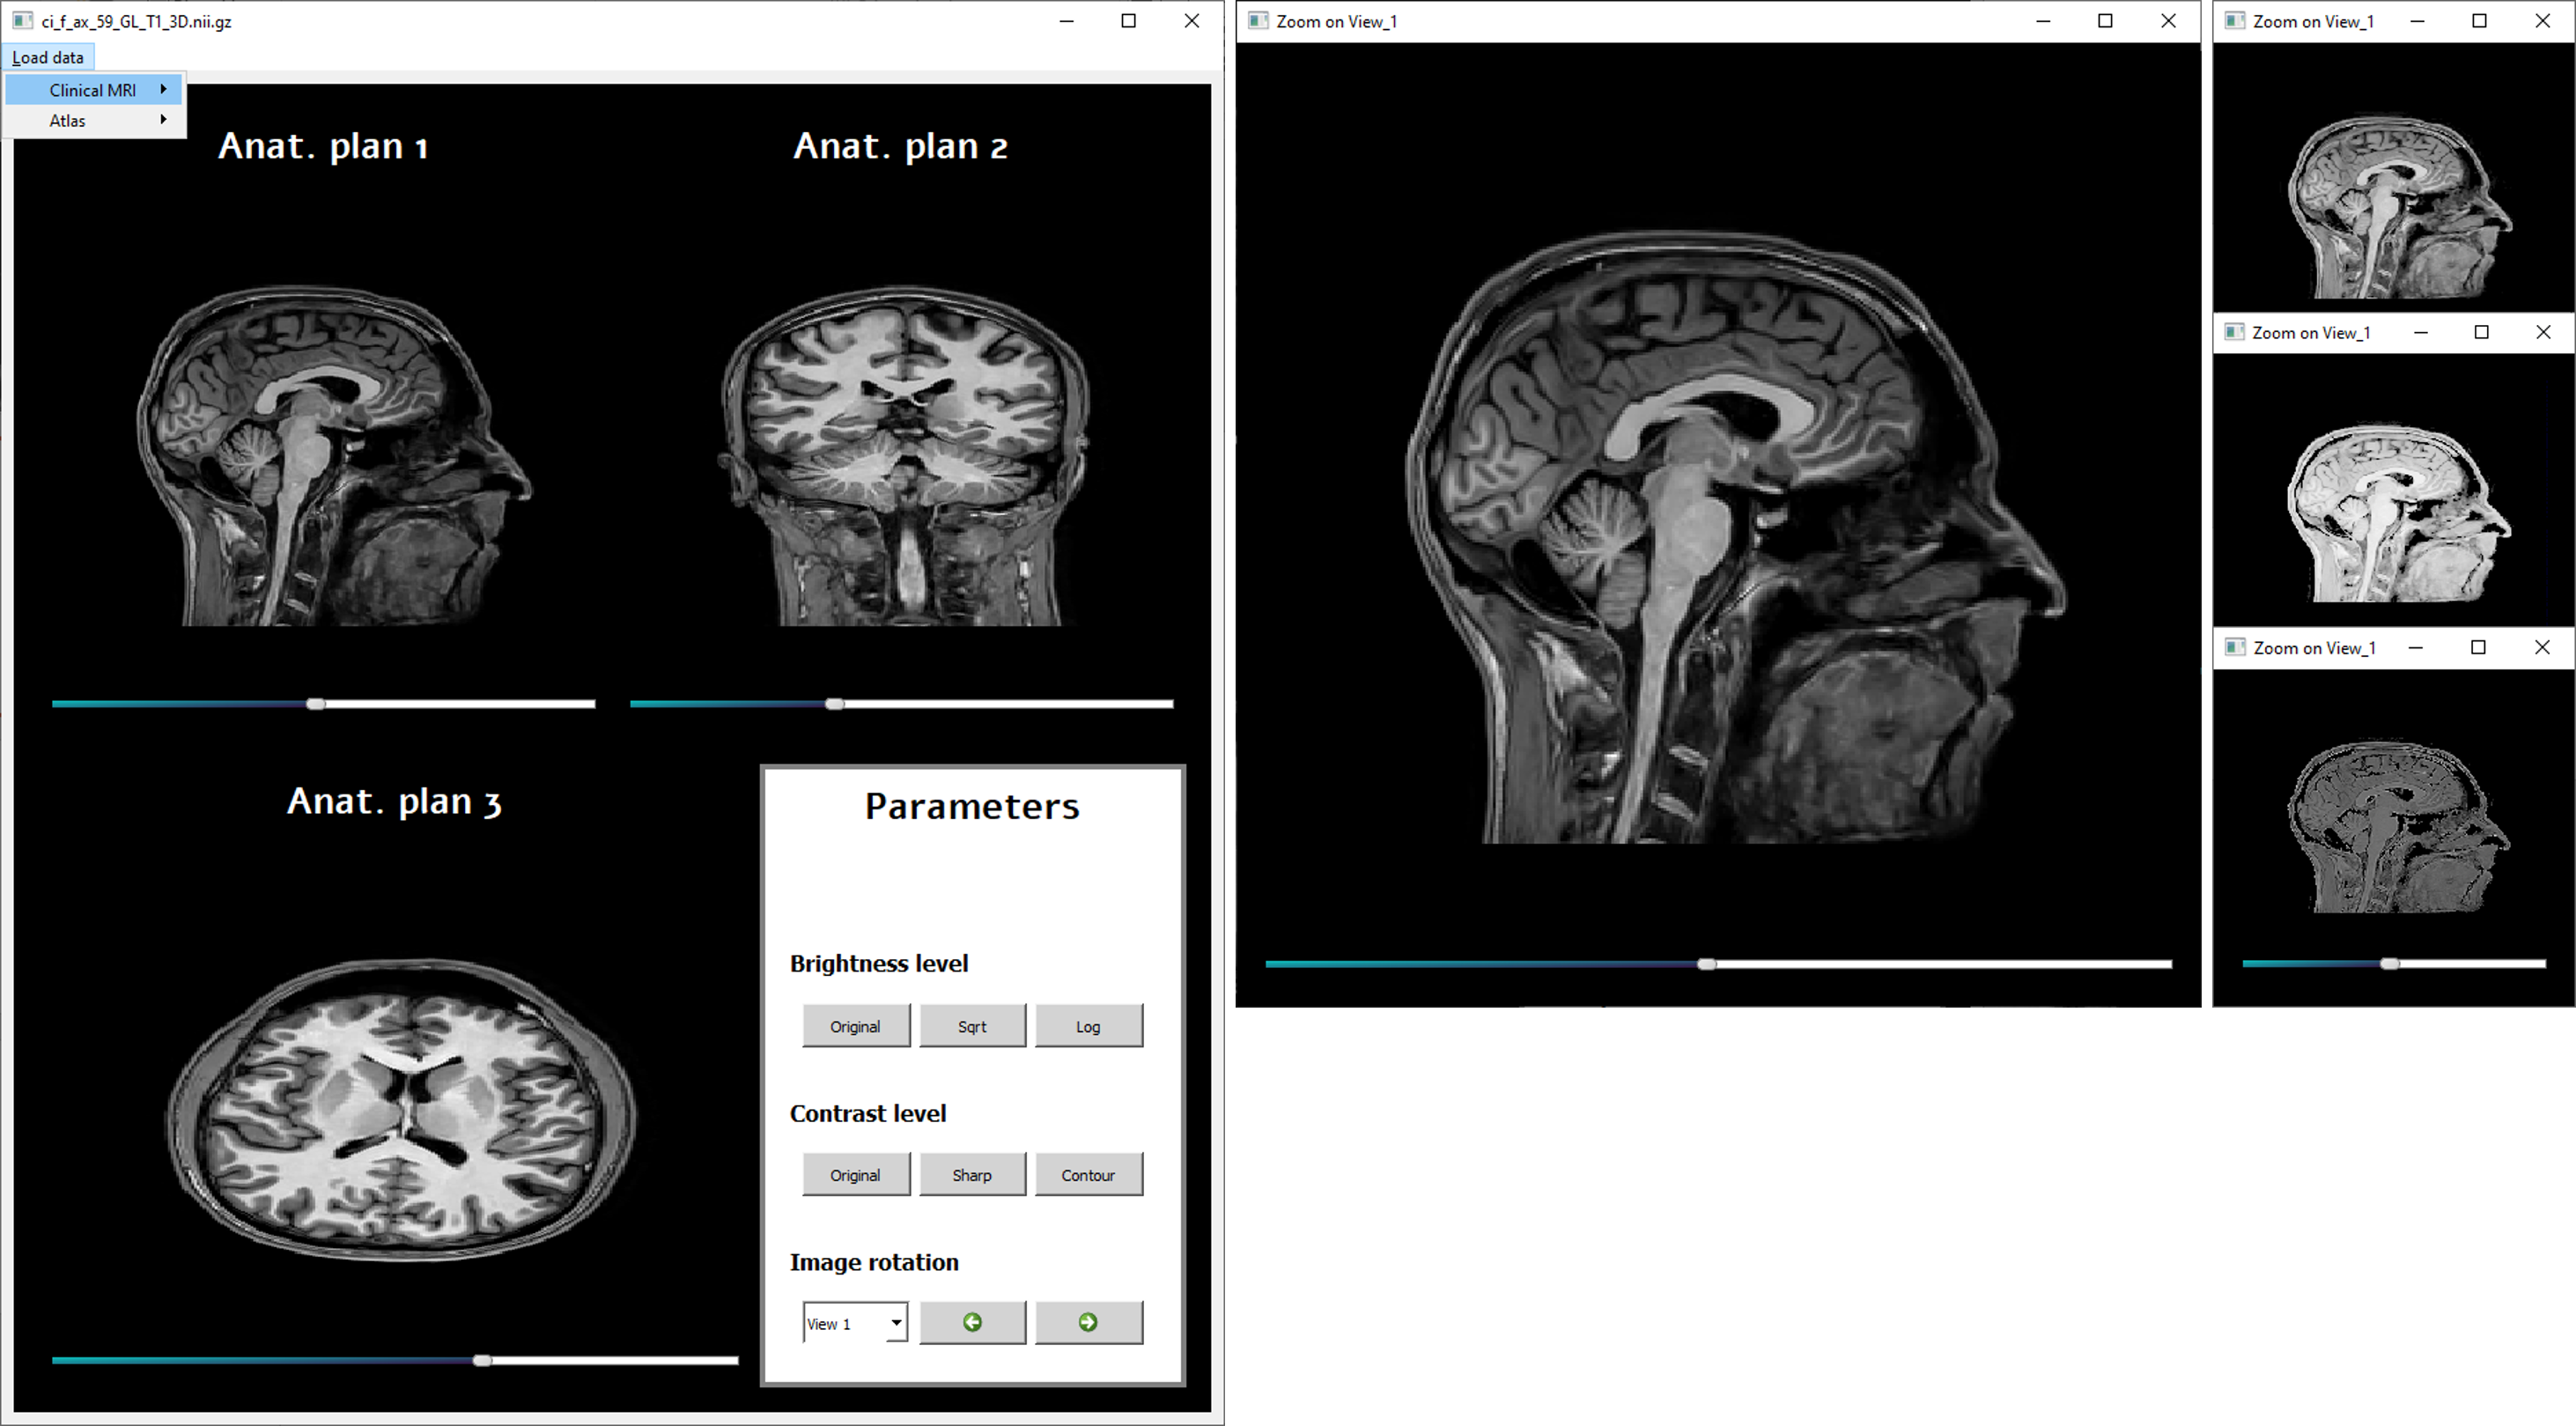 ci_f_ax_59_GL_T1_3D.nii.gz
Load data
Clinical MRI
Atlas
Anat. plan 1
Anat. plan 2
Anat. plan 3
Parameters
Brightness level
Original Sqrt Log
Contrast level
Original Sharp Contour
Image rotation
View 1
Zoom on View_1
Zoom on View_1
Zoom on View_1
Zoom on View_1